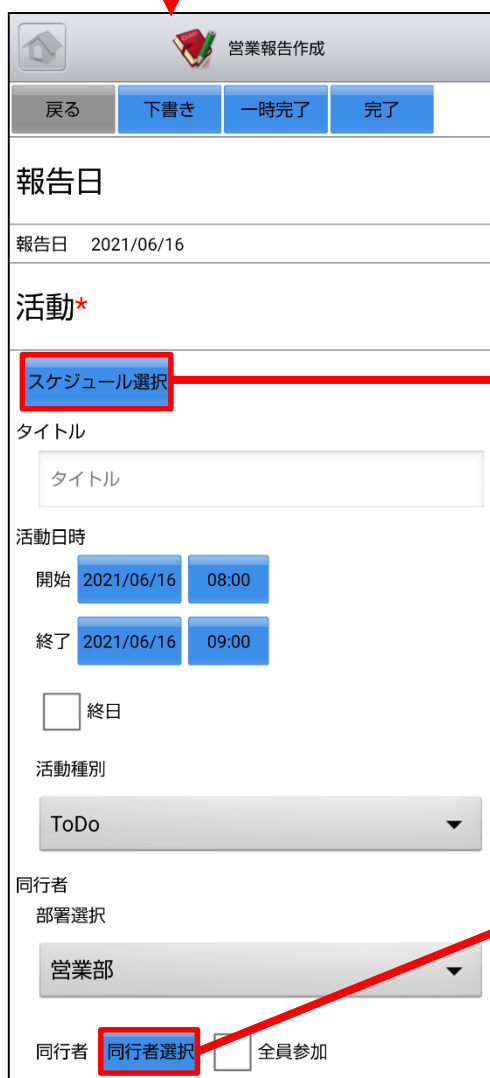 営業報告作成
戻る 下書き 一時完了 完了
報告日
報告日 2021/06/16
活動*
スケジュール選択
タイトル
タイトル
活動日時
開始 2021/06/16 08:00
終了 2021/06/16 09:00
終日
活動種別
ToDo
同行者
部署選択
営業部
同行者 同行者選択 全員参加